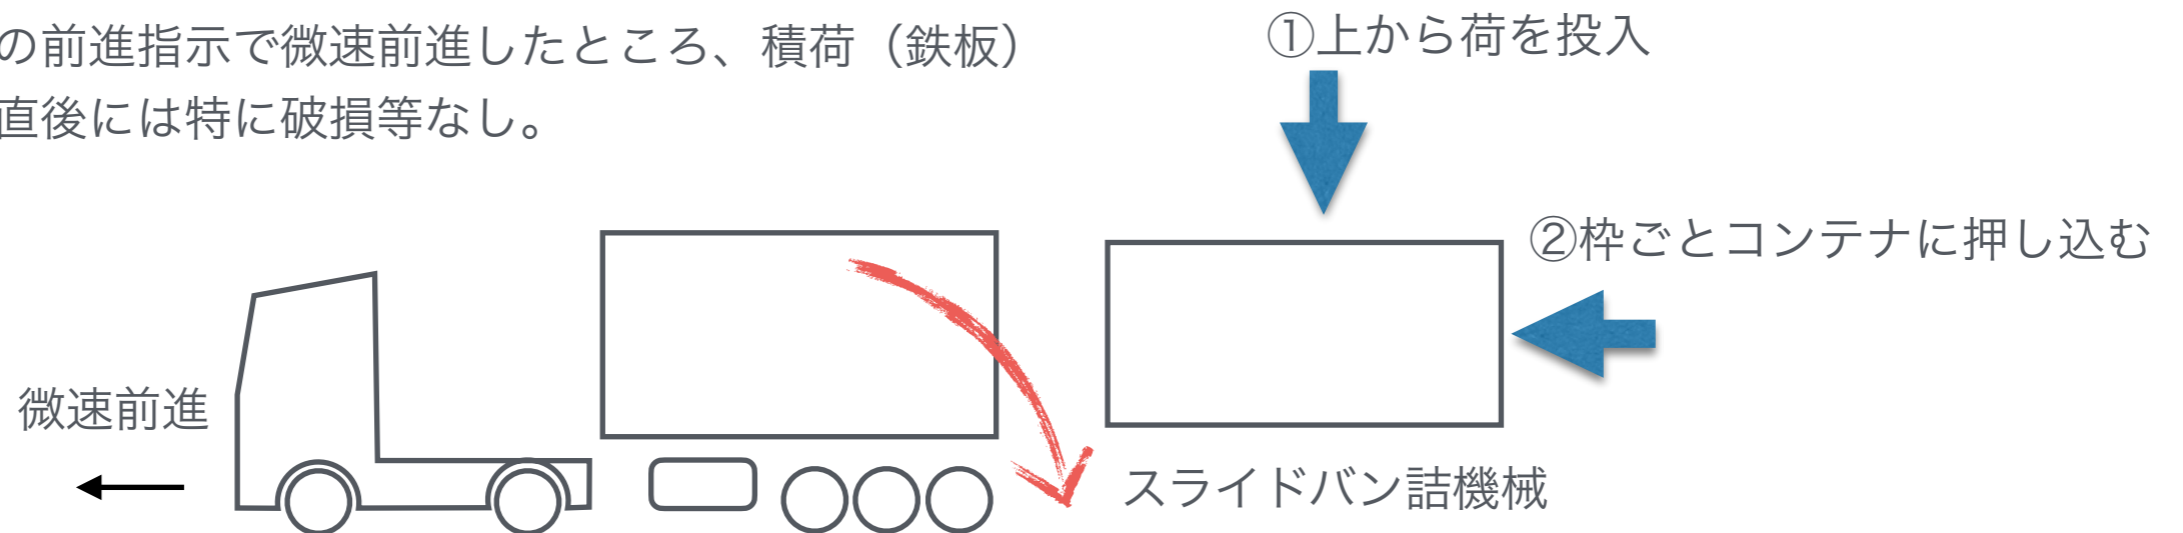 の前進指示で微速前進したところ、積荷（鉄板）
直後には特に破損等なし。
①上から荷を投入
②枠ごとコンテナに押し込む
微速前進
スライドバン詰機械